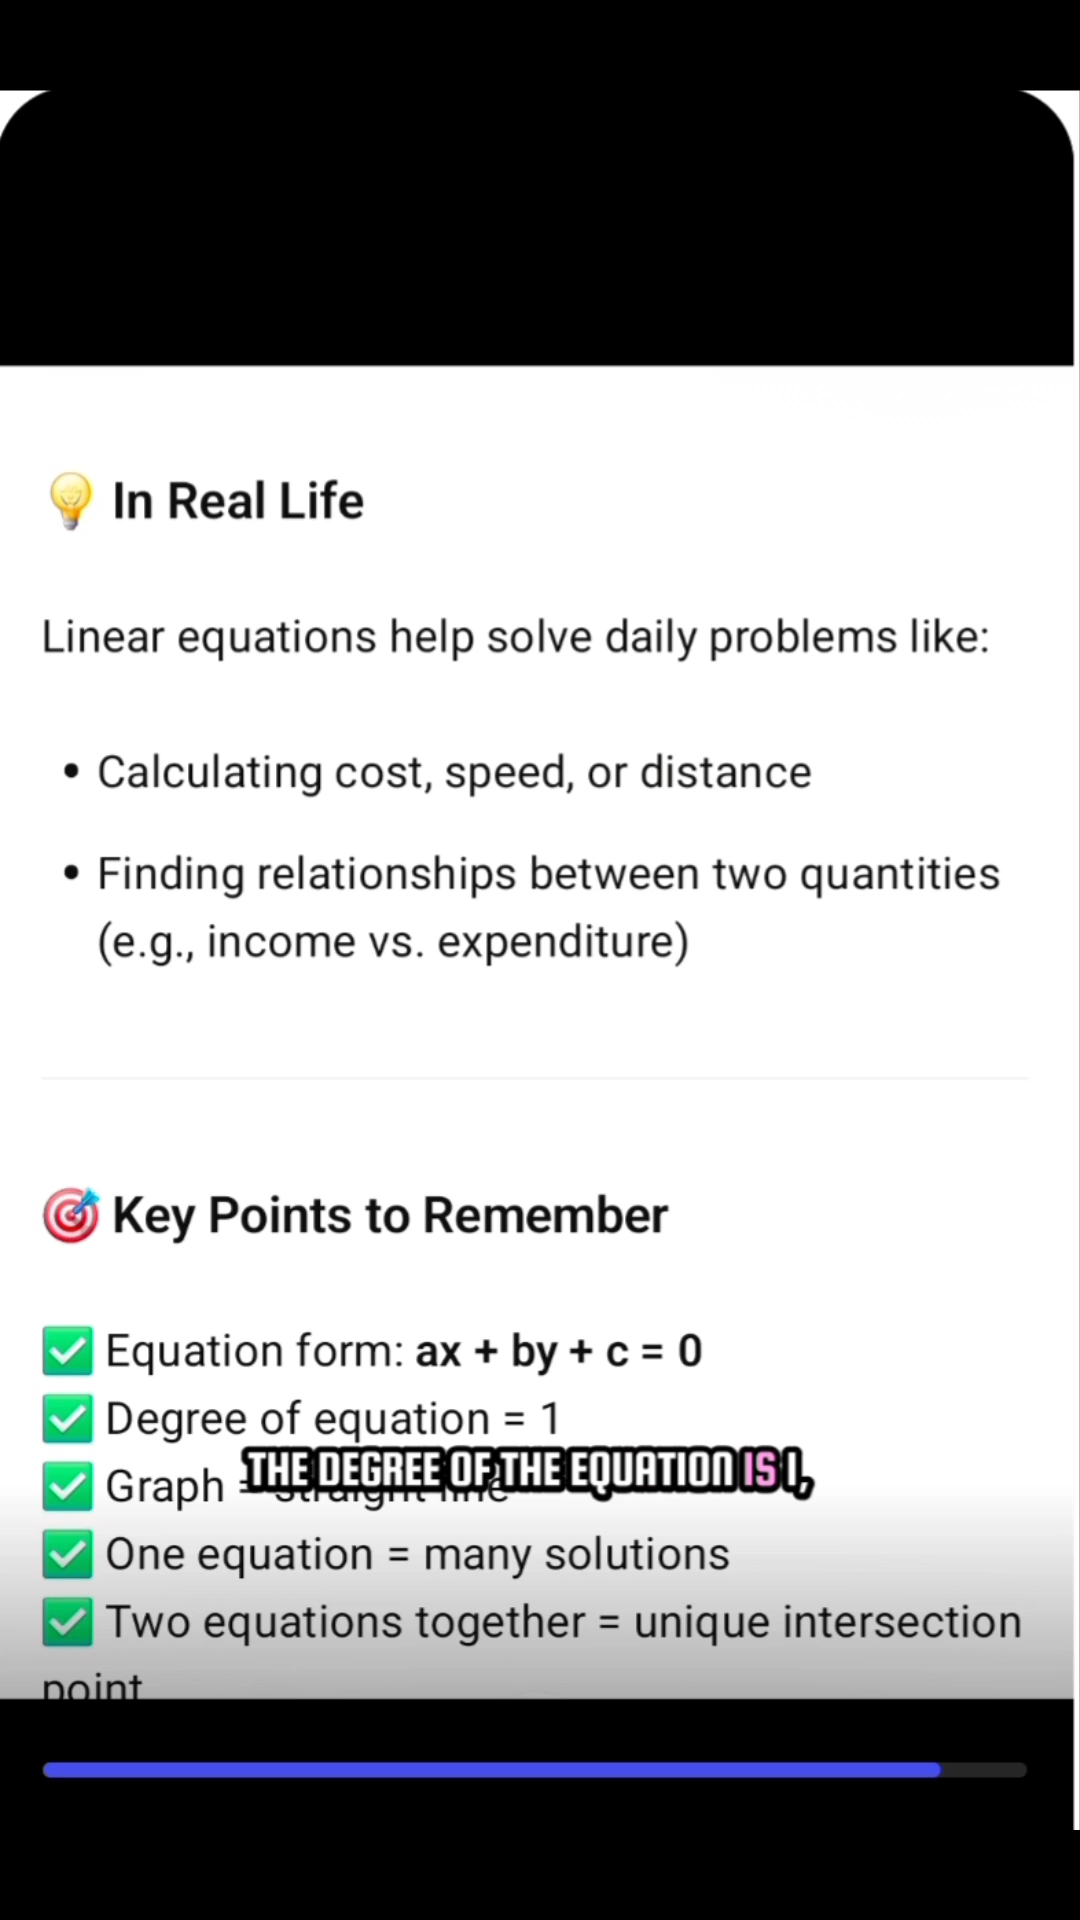 💡 In Real Life
Linear equations help solve daily problems like:
• Calculating cost, speed, or distance
• Finding relationships between two quantities
(e.g., income vs. expenditure)
🎯 Key Points to Remember
✅ Equation form: ax + by + c = 0
✅ Degree of equation = 1
THE DEGREE OF THE EQUATION IS 1,
✅ Graph = straight line
✅ One equation = many solutions
✅ Two equations together = unique intersection
point